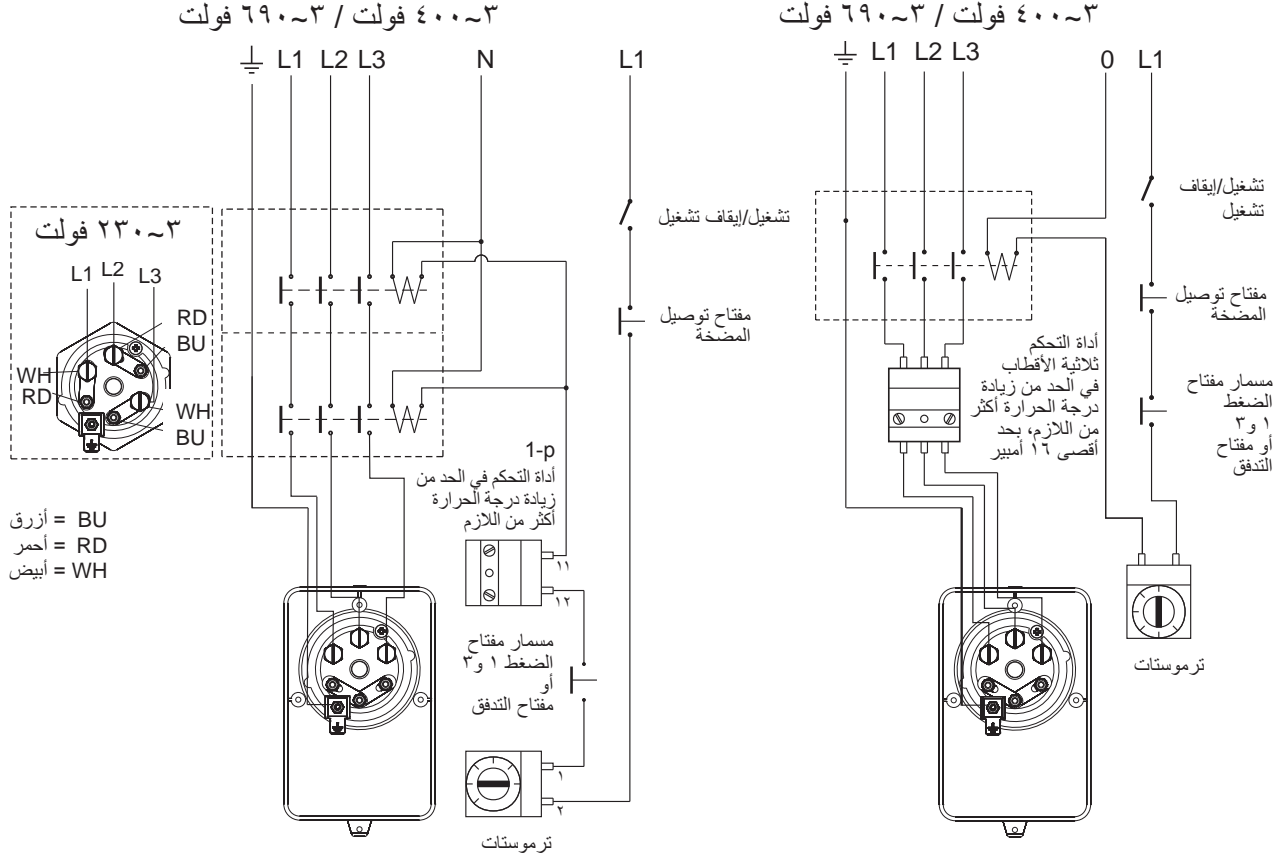 ٣~٤٠٠ فولت / ٣~٦٩٠ فولت
L1 L2 L3 N L1
٣~٢٣٠ فولت
L1 L2 L3
RD
BU
WH
RD
WH
BU
BU = أزرق
RD = أحمر
WH = أبيض
تشغيل/إيقاف تشغيل
مفتاح توصيل
المضخة
1-p
أداة التحكم في الحد من
زيادة درجة الحرارة
أكثر من اللازم
١١
١٢
مسمار مفتاح
الضغط ١ و٣
أو
مفتاح التدفق
١
٢
ترموستات
٣~٤٠٠ فولت / ٣~٦٩٠ فولت
L1 L2 L3 0 L1
تشغيل/إيقاف
تشغيل
مفتاح توصيل
المضخة
أداة التحكم
ثلاثية الأقطاب
في الحد من زيادة
درجة الحرارة أكثر
من اللازم، بحد
أقصى ١٦ أمبير
مسمار مفتاح
الضغط
١ و٣
أو مفتاح
التدفق
ترموستات